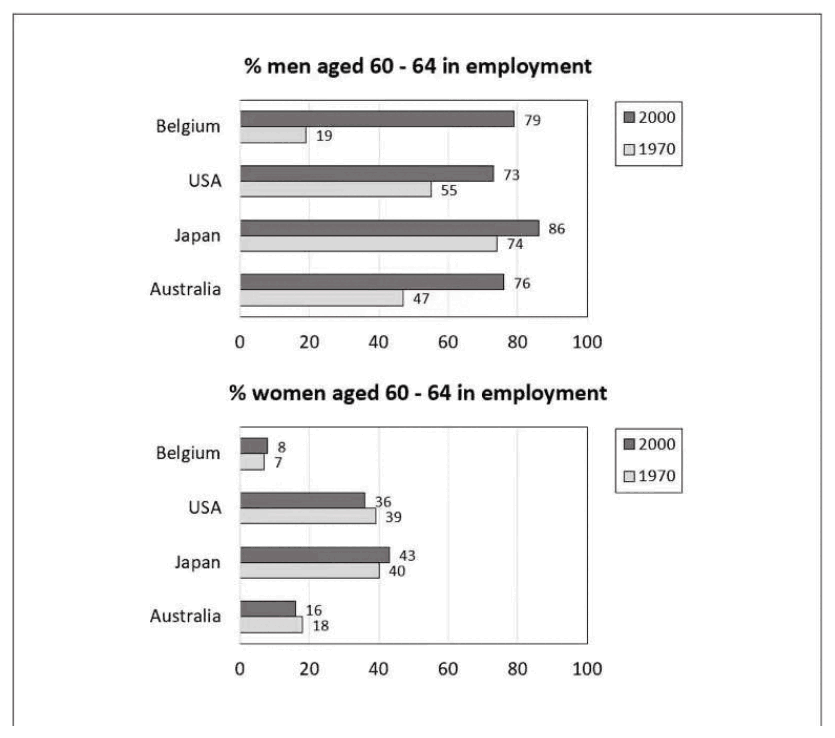 % men aged 60 - 64 in employment
Belgium
79
19
2000
1970
USA
73
55
Japan
86
74
Australia
76
47
0 20 40 60 80 100
% women aged 60 - 64 in employment
Belgium
8
7
2000
1970
USA
36
39
Japan
43
40
Australia
16
18
0 20 40 60 80 100